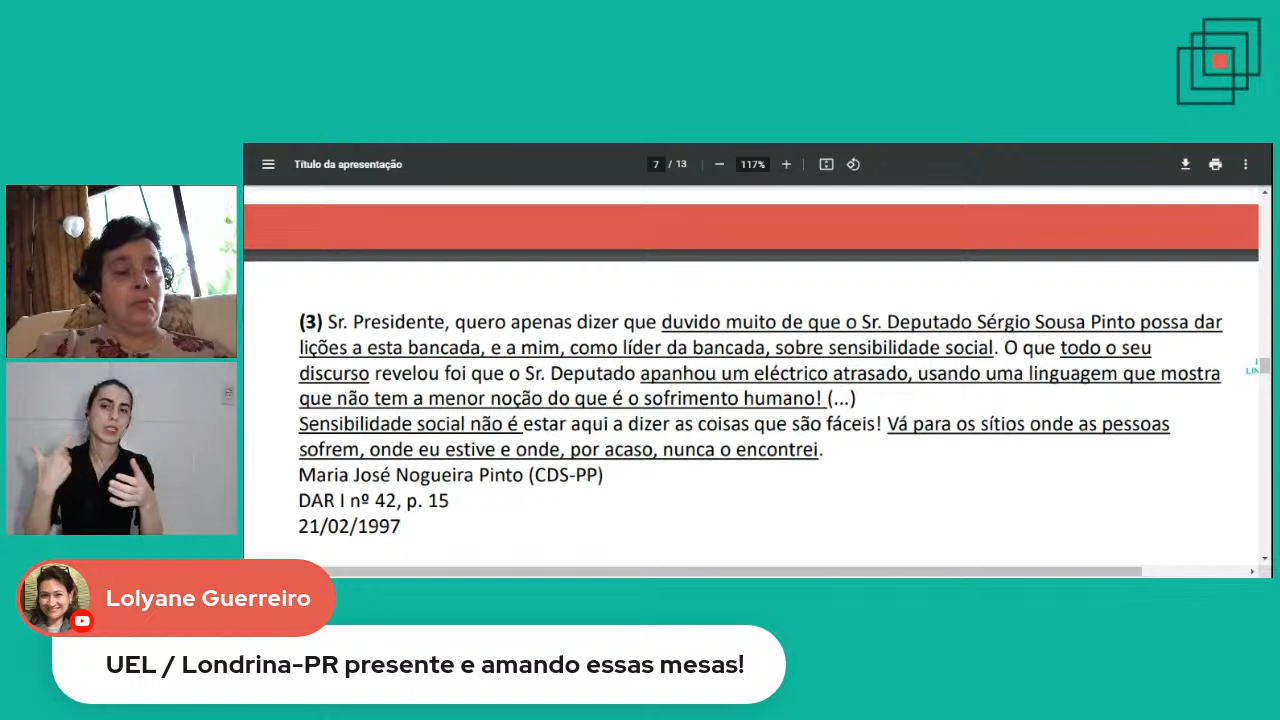 Título da apresentação
7 / 13
117%
(3) Sr. Presidente, quero apenas dizer que duvido muito de que o Sr. Deputado Sérgio Sousa Pinto possa dar
lições a esta bancada, e a mim, como líder da bancada, sobre sensibilidade social. O que todo o seu
discurso revelou foi que o Sr. Deputado apanhou um eléctrico atrasado, usando uma linguagem que mostra
que não tem a menor noção do que é o sofrimento humano! (...)
Sensibilidade social não é estar aqui a dizer as coisas que são fáceis! Vá para os sítios onde as pessoas
sofrem, onde eu estive e onde, por acaso, nunca o encontrei.
Maria José Nogueira Pinto (CDS-PP)
DAR I nº 42, p. 15
21/02/1997
Lolyane Guerreiro
UEL / Londrina-PR presente e amando essas mesas!